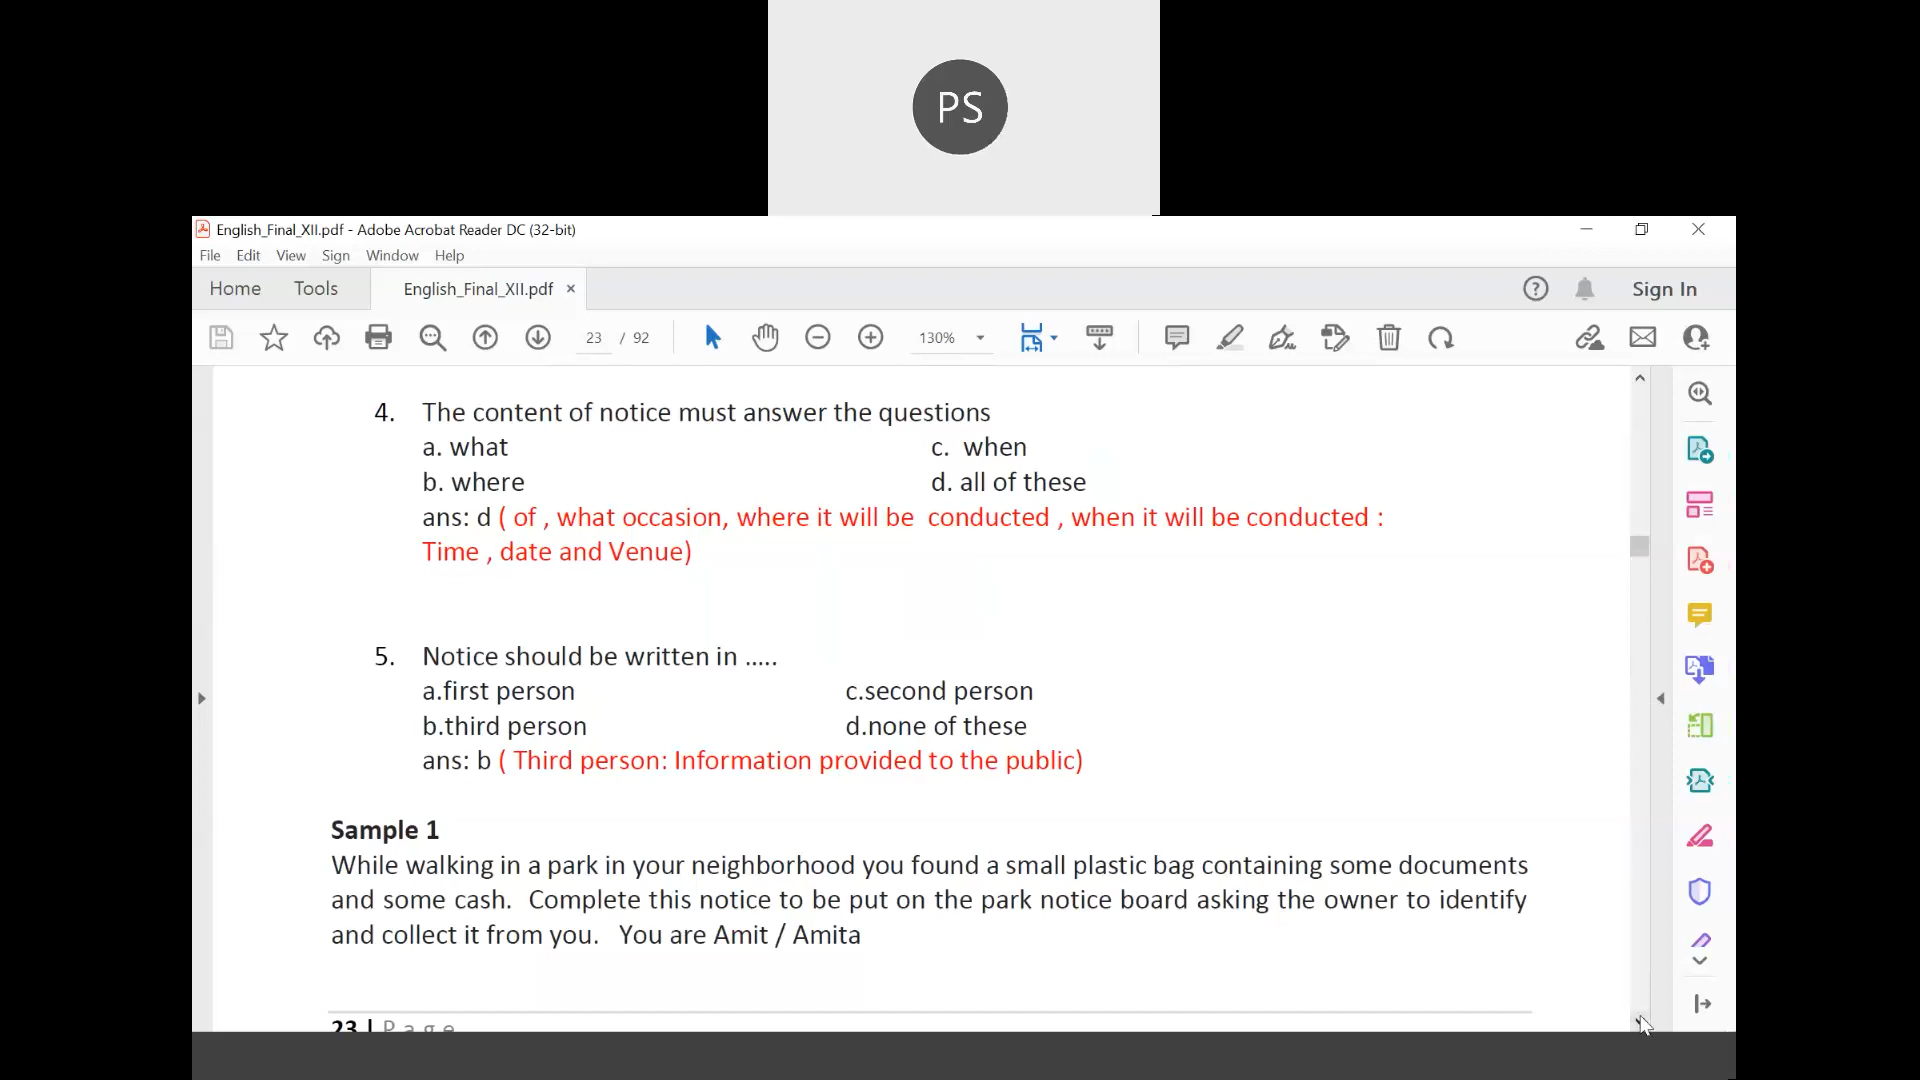 PS
English_Final_XII.pdf - Adobe Acrobat Reader DC (32-bit)
File Edit View Window Sign Help
Home Tools English_Final_XII.pdf × Sign In
23 / 92 130%
4. The content of notice must answer the questions
a. what c. when
b. where d. all of these
ans: d ( of , what occasion, where it will be conducted , when it will be conducted :
Time , date and Venue)
5. Notice should be written in .....
a.first person c.second person
b.third person d.none of these
ans: b ( Third person: Information provided to the public)
Sample 1
While walking in a park in your neighborhood you found a small plastic bag containing some documents
and some cash. Complete this notice to be put on the park notice board asking the owner to identify
and collect it from you. You are Amit / Amita
23 | Page